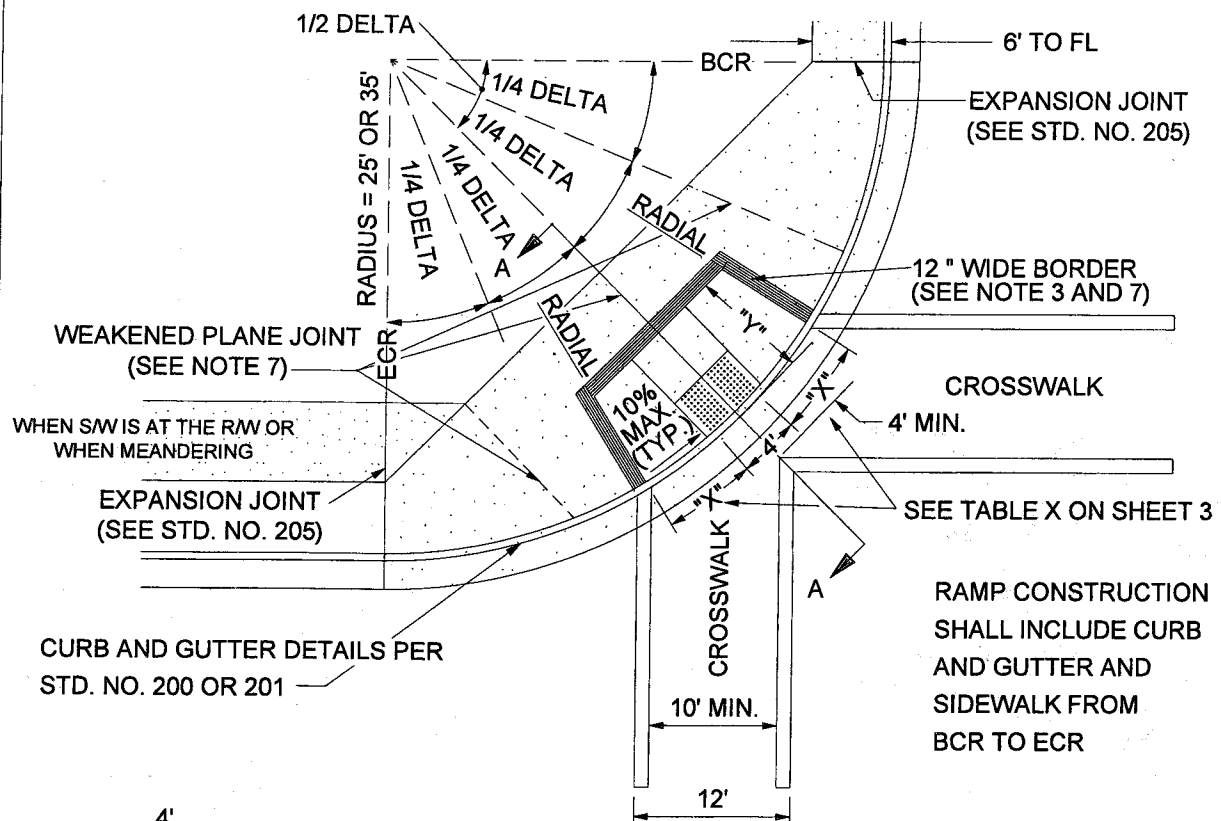 1/2 DELTA
6' TO FL
BCR
1/4 DELTA
EXPANSION JOINT
(SEE STD. NO. 205)
1/4 DELTA
1/4 DELTA
1/4 DELTA
RADIUS = 25' OR 35'
RADIAL
A
12 " WIDE BORDER
(SEE NOTE 3 AND 7)
RADIAL
"Y"
WEAKENED PLANE JOINT
(SEE NOTE 7)
ECR
"X"
CROSSWALK
10%
MAX.
(TYP.)
4' MIN.
WHEN S/W IS AT THE R/W OR
WHEN MEANDERING
4'
"X"
EXPANSION JOINT
(SEE STD. NO. 205)
SEE TABLE X ON SHEET 3
CROSSWALK
A
RAMP CONSTRUCTION
SHALL INCLUDE CURB
AND GUTTER AND
SIDEWALK FROM
BCR TO ECR
CURB AND GUTTER DETAILS PER
STD. NO. 200 OR 201
10' MIN.
12'
4'